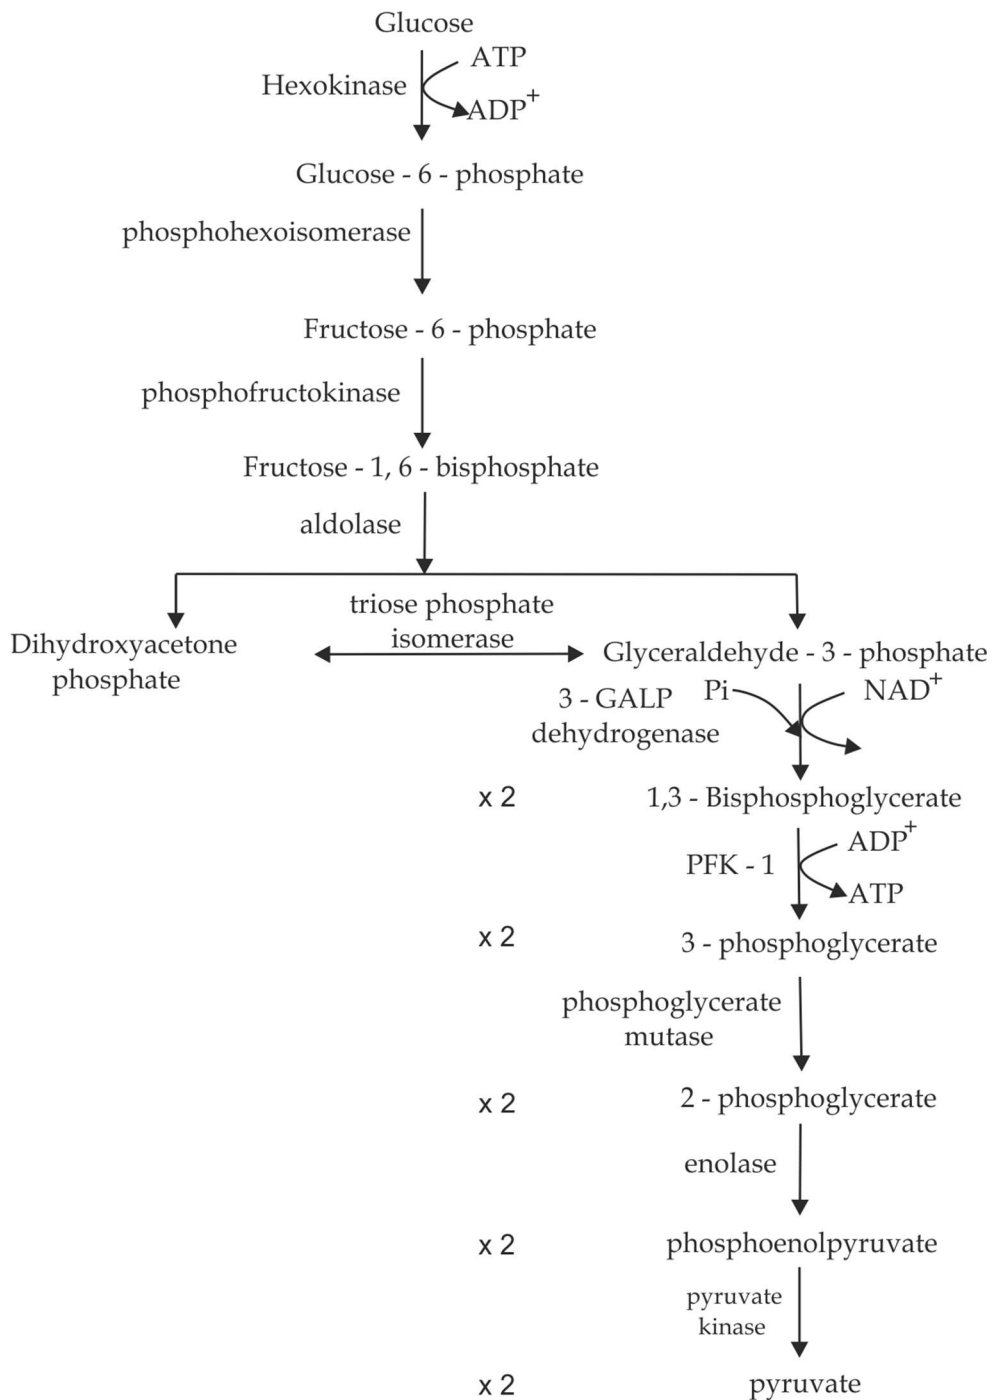 Glucose
ATP
Hexokinase
ADP+
Glucose - 6 - phosphate
phosphohexoisomerase
Fructose - 6 - phosphate
phosphofructokinase
Fructose - 1, 6 - bisphosphate
aldolase
triose phosphate
isomerase
Dihydroxyacetone
phosphate
Glyceraldehyde - 3 - phosphate
3 - GALP
dehydrogenase
Pi
NAD+
x 2
1,3 - Bisphosphoglycerate
ADP+
PFK - 1
ATP
x 2
3 - phosphoglycerate
phosphoglycerate
mutase
x 2
2 - phosphoglycerate
enolase
x 2
phosphoenolpyruvate
pyruvate
kinase
x 2
pyruvate